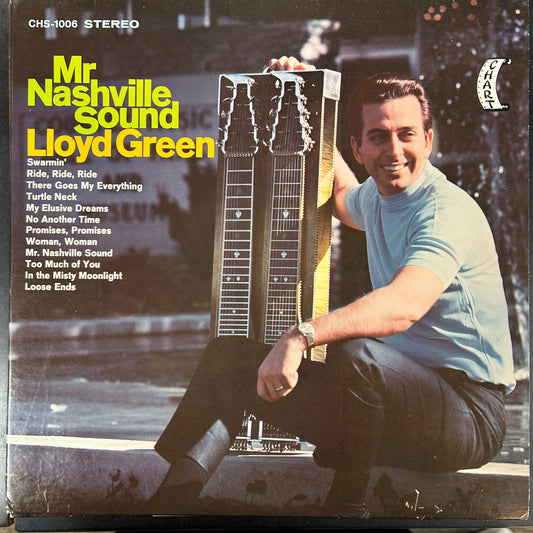 CHS-1006 STEREO
Mr
Nashville
Sound
Lloyd Green
Swarmin'
Ride, Ride, Ride
There Goes My Everything
Turtle Neck
My Elusive Dreams
No Another Time
Promises, Promises
Woman, Woman
Mr. Nashville Sound
Too Much of You
In the Misty Moonlight
Loose Ends
CHART